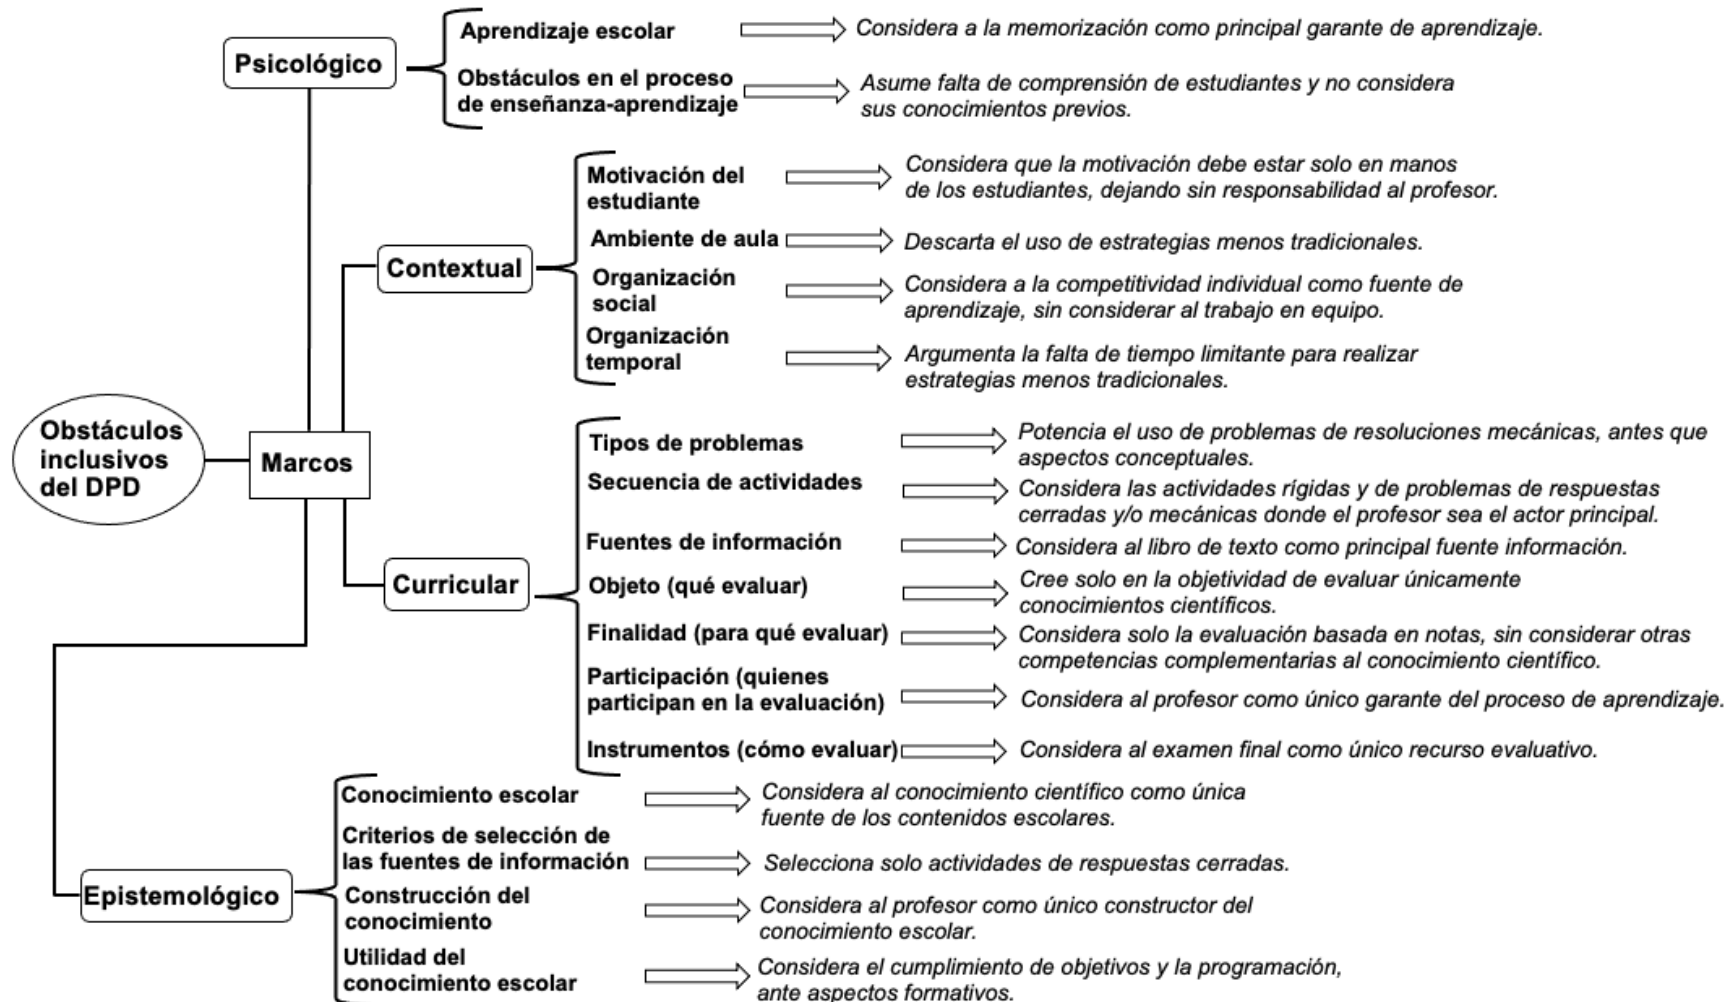 Obstáculos
inclusivos
del DPD
Marcos
Psicológico
Aprendizaje escolar
Considera a la memorización como principal garante de aprendizaje.
Obstáculos en el proceso
de enseñanza-aprendizaje
Asume falta de comprensión de estudiantes y no considera
sus conocimientos previos.
Contextual
Motivación del
estudiante
Considera que la motivación debe estar solo en manos
de los estudiantes, dejando sin responsabilidad al profesor.
Ambiente de aula
Descarta el uso de estrategias menos tradicionales.
Organización
social
Considera a la competitividad individual como fuente de
aprendizaje, sin considerar al trabajo en equipo.
Organización
temporal
Argumenta la falta de tiempo limitante para realizar
estrategias menos tradicionales.
Curricular
Tipos de problemas
Potencia el uso de problemas de resoluciones mecánicas, antes que
aspectos conceptuales.
Secuencia de actividades
Considera las actividades rígidas y de problemas de respuestas
cerradas y/o mecánicas donde el profesor sea el actor principal.
Fuentes de información
Considera al libro de texto como principal fuente información.
Objeto (qué evaluar)
Cree solo en la objetividad de evaluar únicamente
conocimientos científicos.
Finalidad (para qué evaluar)
Considera solo la evaluación basada en notas, sin considerar otras
competencias complementarias al conocimiento científico.
Participación (quienes
participan en la evaluación)
Considera al profesor como único garante del proceso de aprendizaje.
Instrumentos (cómo evaluar)
Considera al examen final como único recurso evaluativo.
Epistemológico
Conocimiento escolar
Considera al conocimiento científico como única
fuente de los contenidos escolares.
Criterios de selección de
las fuentes de información
Selecciona solo actividades de respuestas cerradas.
Construcción del
conocimiento
Considera al profesor como único constructor del
conocimiento escolar.
Utilidad del
conocimiento escolar
Considera el cumplimiento de objetivos y la programación,
ante aspectos formativos.